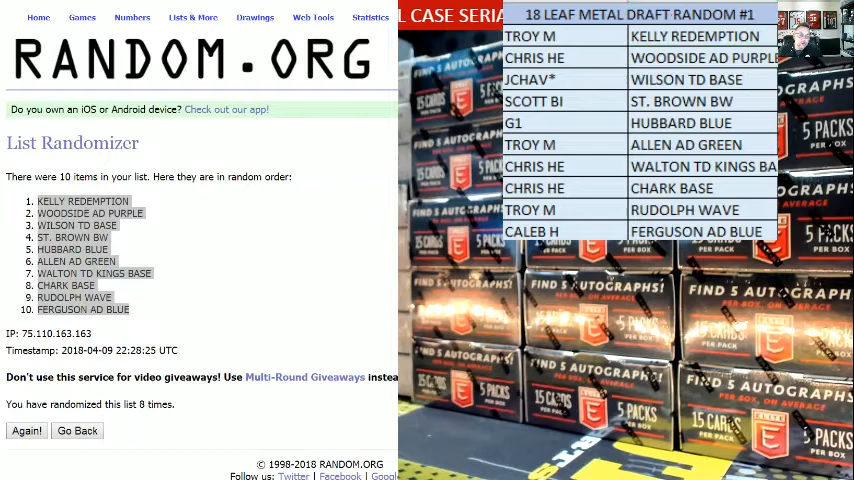 Home Games Numbers Lists & More Drawings Web Tools Statistics
RANDOM.ORG
Do you own an iOS or Android device? Check out our app!
List Randomizer
There were 10 items in your list. Here they are in random order:
1. KELLY REDEMPTION
2. WOODSIDE AD PURPLE
3. WILSON TD BASE
4. ST. BROWN BW
5. HUBBARD BLUE
6. ALLEN AD GREEN
7. WALTON TD KINGS BASE
8. CHARK BASE
9. RUDOLPH WAVE
10. FERGUSON AD BLUE
IP: 75.110.163.163
Timestamp: 2018-04-09 22:28:25 UTC
Don't use this service for video giveaways! Use Multi-Round Giveaways instea
You have randomized this list 8 times.
Again! Go Back
© 1998-2018 RANDOM.ORG
Follow us: Twitter | Facebook | Googl
L CASE SERIA
18 LEAF METAL DRAFT RANDOM #1
TROY M KELLY REDEMPTION
CHRIS HE WOODSIDE AD PURPLE
JCHAV* WILSON TD BASE
SCOTT BI ST. BROWN BW
G1 HUBBARD BLUE
TROY M ALLEN AD GREEN
CHRIS HE WALTON TD KINGS BA
CHRIS HE CHARK BASE
TROY M RUDOLPH WAVE
CALEB H FERGUSON AD BLUE
FIND 5 AUTOGRAPHS!
PER BOX, ON AVERAGE
15 CARDS
PER PACK
5 PACKS
PER BOX